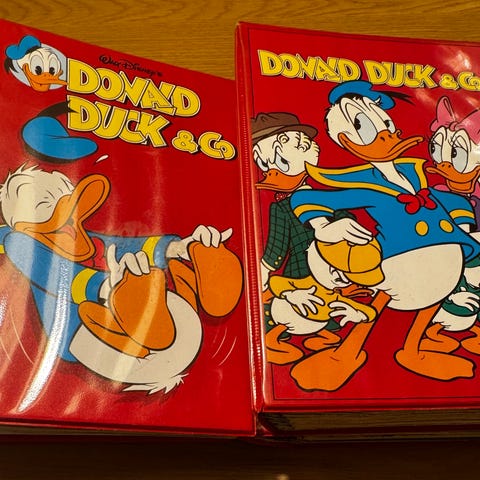 Walt Disney's
DONALD
DUCK & Co
DONALD DUCK & Co